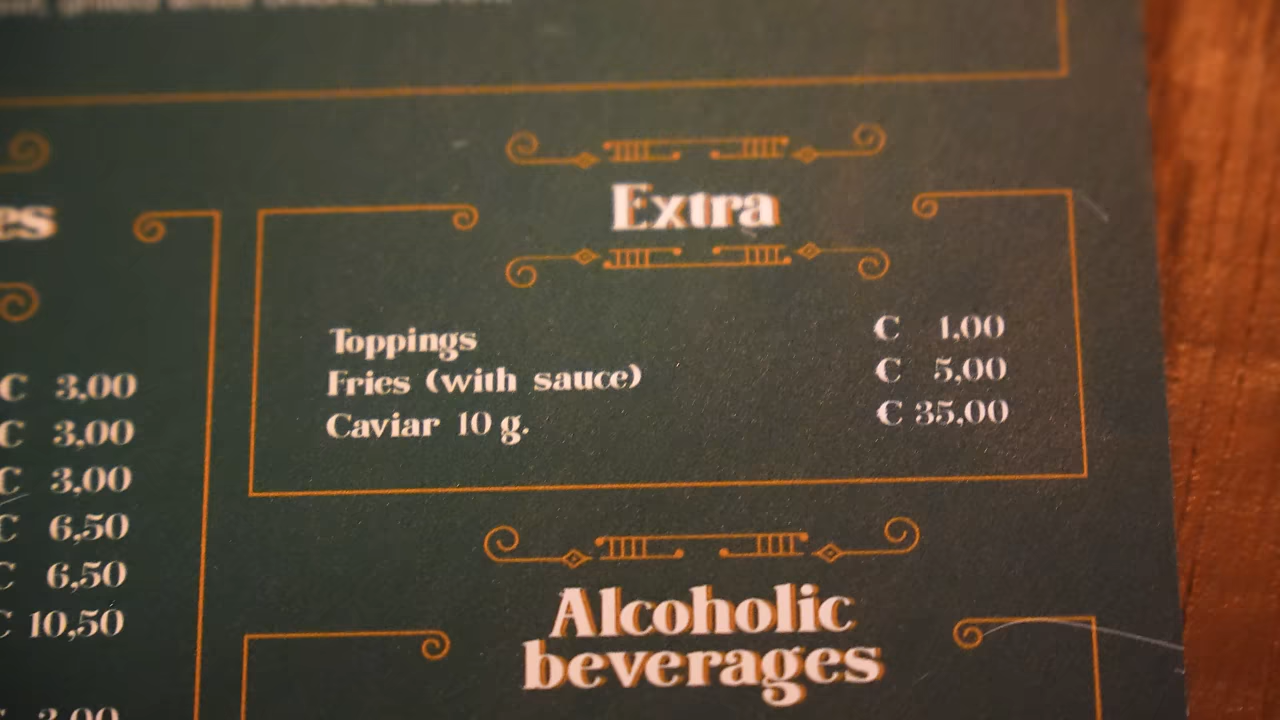 es
€ 3,00
€ 3,00
€ 3,00
€ 6,50
€ 6,50
€ 10,50
Extra
Toppings € 1,00
Fries (with sauce) € 5,00
Caviar 10 g. € 35,00
Alcoholic
beverages